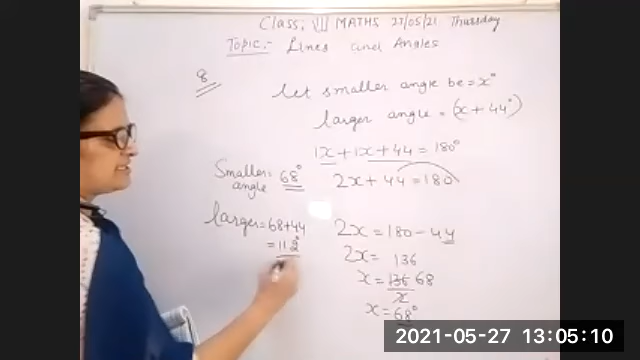 Class: VII MATHS 27/05/21 Thursday
Topic:- Lines and Angles
8
Let smaller angle be = x°
larger angle = (x + 44°)
1x + 1x + 44 = 180°
2x + 44 = 180
Smaller angle = 68°
larger = 68+44
= 112°
2x = 180 - 44
2x = 136
x = 136 68
2
x = 68°
2021-05-27 13:05:10